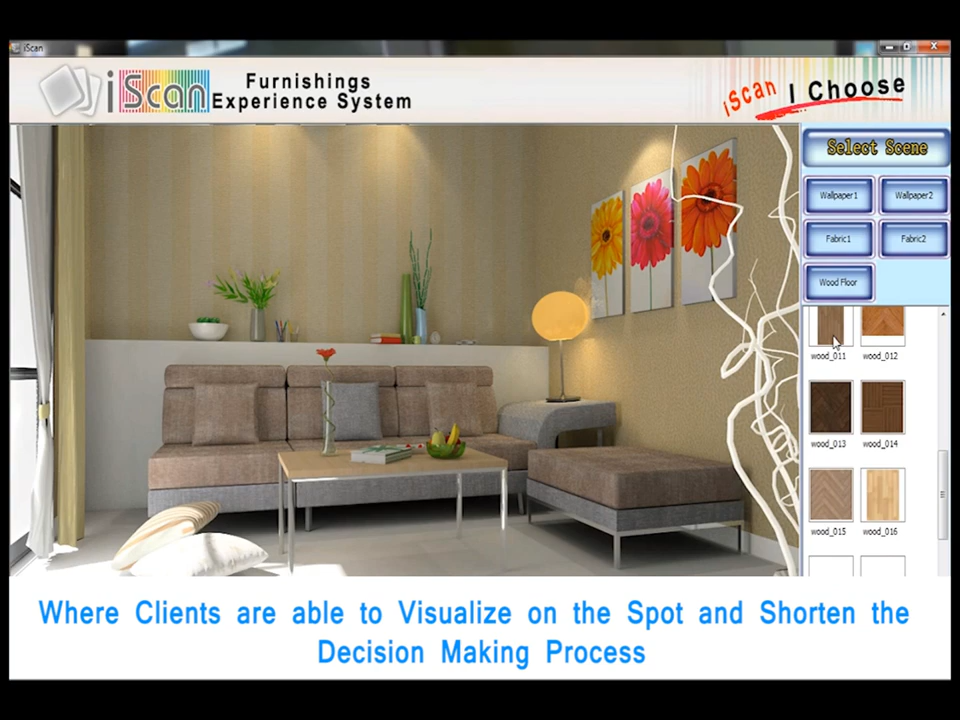 iScan
iScan
Furnishings
Experience System
iScan I Choose
Select Scene
Wallpaper1
Wallpaper2
Fabric1
Fabric2
Wood Floor
wood_011
wood_012
wood_013
wood_014
wood_015
wood_016
Where Clients are able to Visualize on the Spot and Shorten the
Decision Making Process